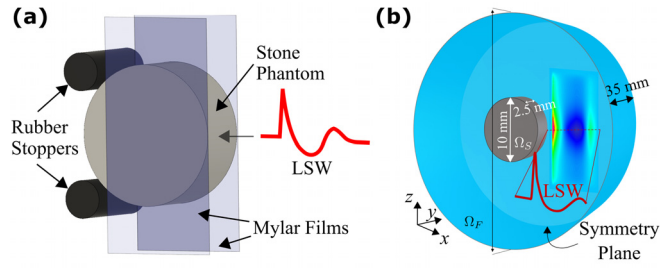 (a)
Stone
Phantom
Rubber
Stoppers
LSW
Mylar Films
(b)
35 mm
2.5 mm
10 mm
Ω_S
LSW
z
y
x
Ω_F
Symmetry
Plane